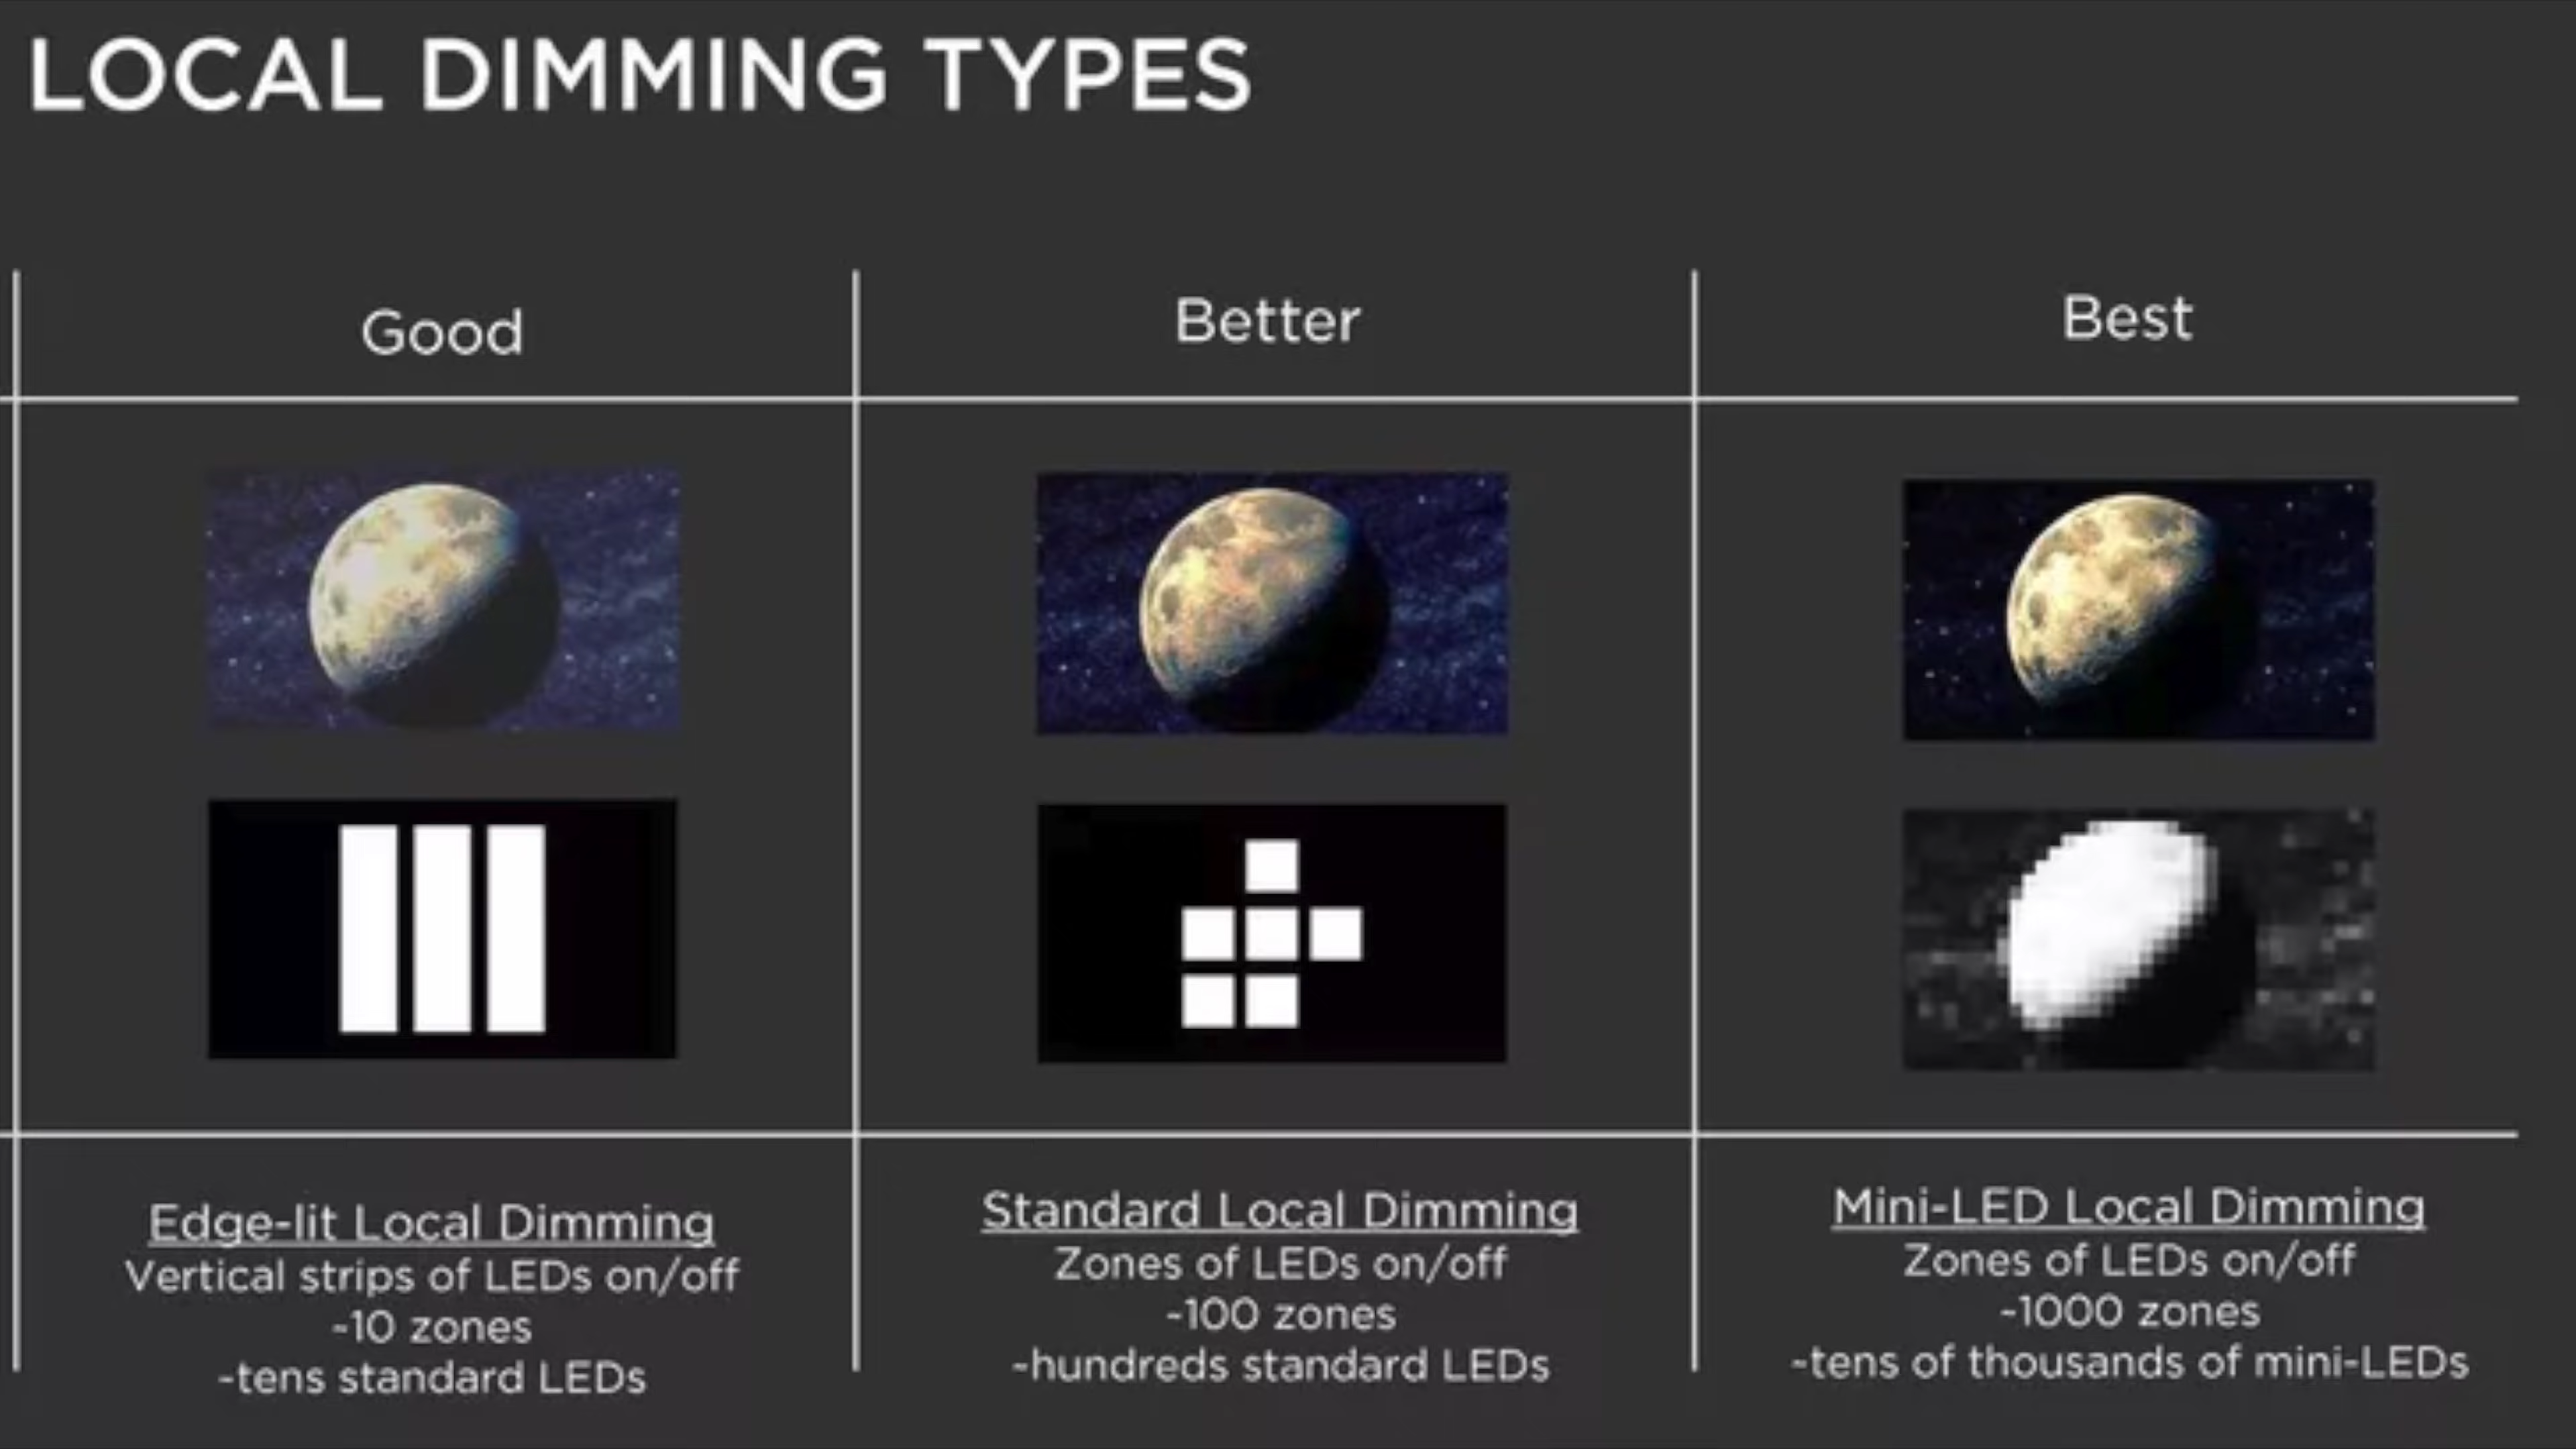 LOCAL DIMMING TYPES
Good
Better
Best
Edge-lit Local Dimming
Vertical strips of LEDs on/off
~10 zones
~tens standard LEDs
Standard Local Dimming
Zones of LEDs on/off
~100 zones
~hundreds standard LEDs
Mini-LED Local Dimming
Zones of LEDs on/off
~1000 zones
~tens of thousands of mini-LEDs